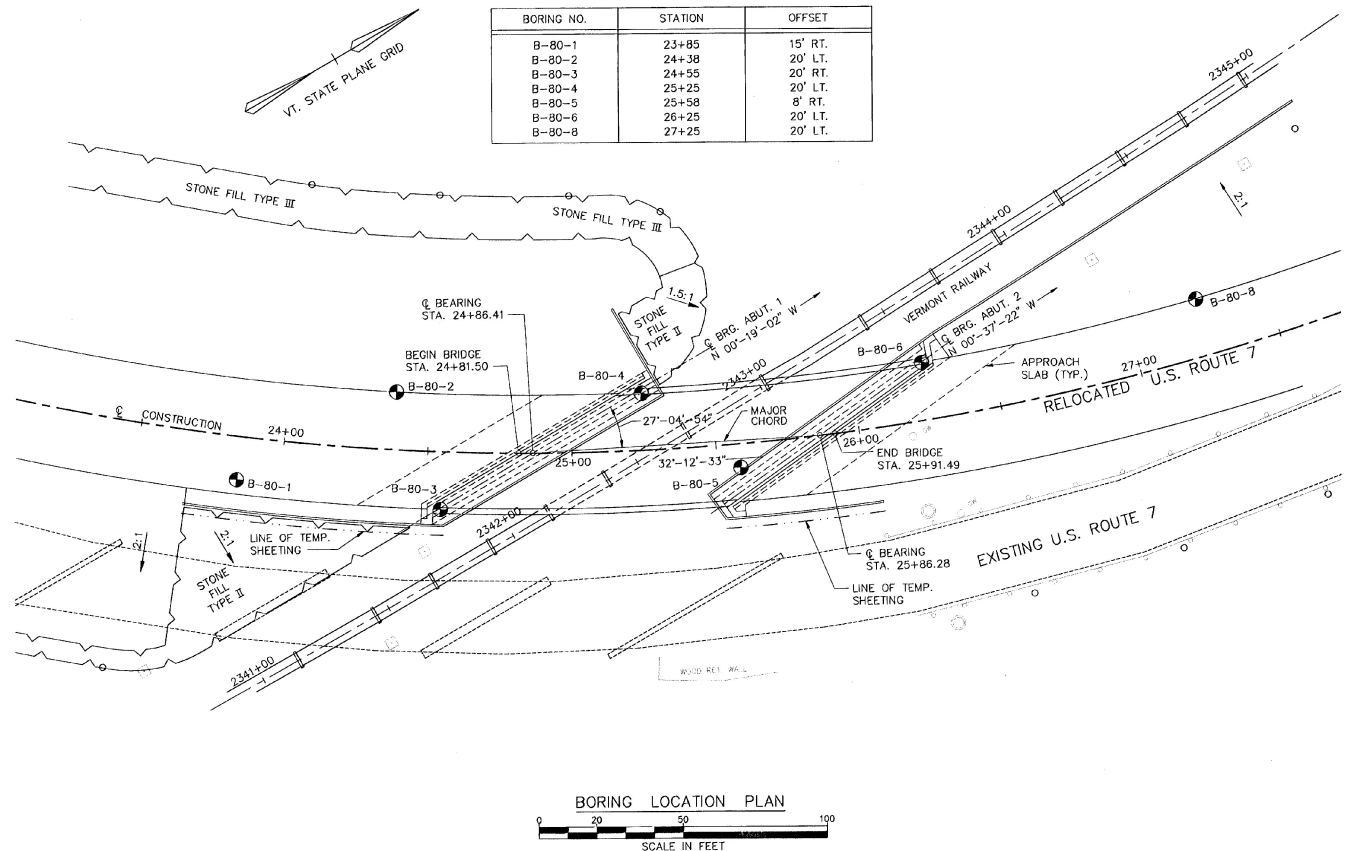 BORING NO. STATION OFFSET
B-80-1 23+85 15' RT.
B-80-2 24+38 20' LT.
B-80-3 24+55 20' RT.
B-80-4 25+25 20' LT.
B-80-5 25+58 8' RT.
B-80-6 26+25 20' LT.
B-80-8 27+25 20' LT.
VT. STATE PLANE GRID
2345+00
STONE FILL TYPE III
STONE FILL TYPE III
2:1
2344+00
VERMONT RAILWAY
1.5:1
STONE
FILL
TYPE II
℄ BEARING
STA. 24+86.41
℄ BRG. ABUT. 1
N 00°-19'-02" W
℄ BRG. ABUT. 2
N 00°-37'-22" W
B-80-8
BEGIN BRIDGE
STA. 24+81.50
B-80-6
B-80-4
B-80-2
2343+00
APPROACH
SLAB (TYP.)
27+00
RELOCATED U.S. ROUTE 7
℄ CONSTRUCTION
24+00
27°-04'-54"
MAJOR
CHORD
26+00
SW
25+00
32°-12'-33"
END BRIDGE
STA. 25+91.49
B-80-1
B-80-3
B-80-5
SW
2342+00
LINE OF TEMP.
SHEETING
2:1
2:1
STONE
FILL
TYPE II
℄ BEARING
STA. 25+86.28
EXISTING U.S. ROUTE 7
LINE OF TEMP.
SHEETING
2341+00
WOOD RET. WALL
BORING LOCATION PLAN
0 20 50 100
SCALE IN FEET